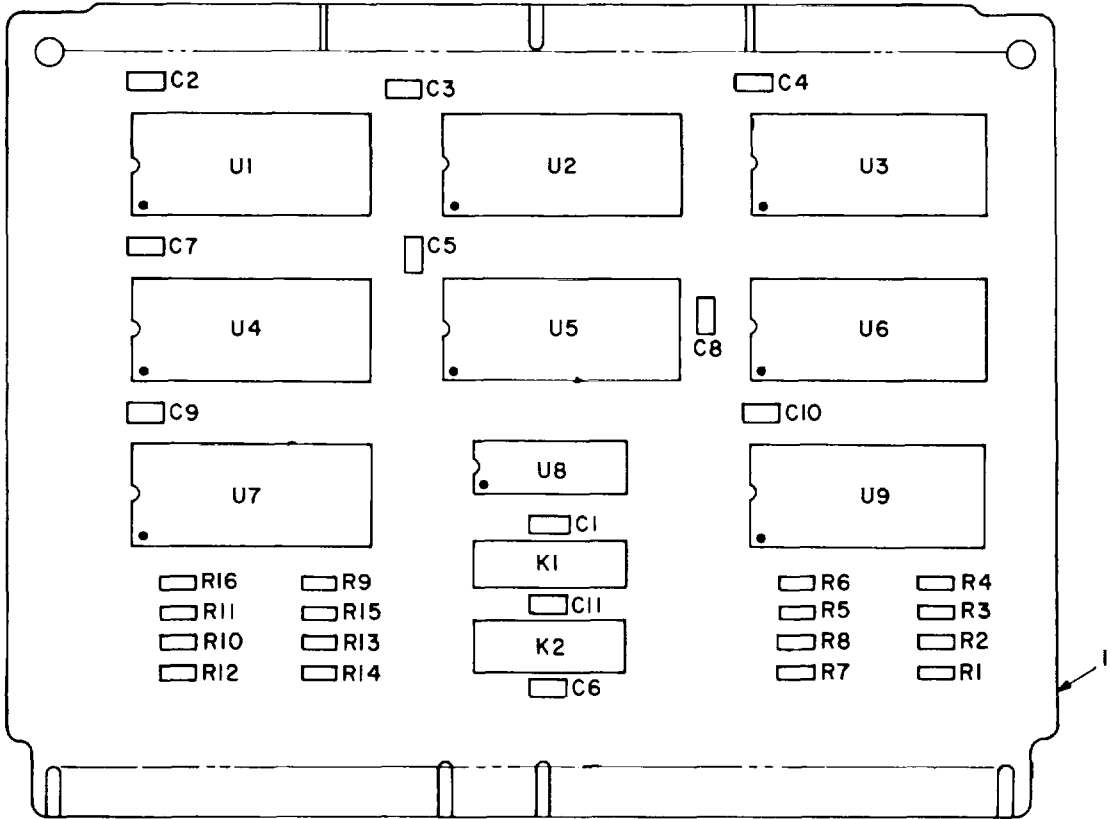 C2 C3 C4
U1 U2 U3
C7 C5
U4 U5 C8 U6
C9 C10
U7 U8 U9
C1
K1
R16 R9 R6 R4
R11 R15 C11 R5 R3
R10 R13 K2 R8 R2
R12 R14 C6 R7 R1
1